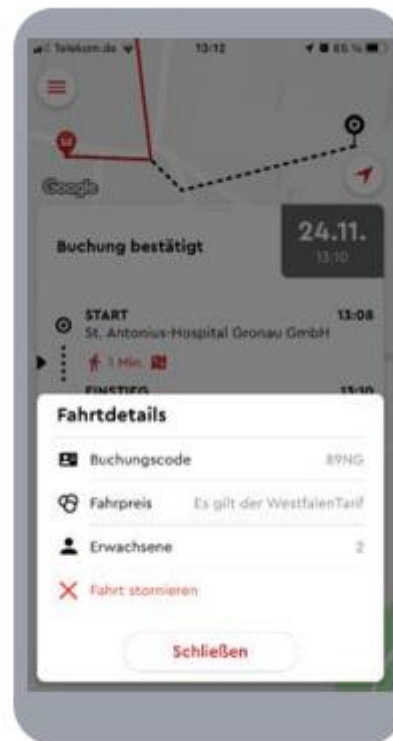 Telekom.de 13:12 65 %
Google
Buchung bestätigt
24.11.
13:10
START 13:08
St. Antonius-Hospital Gronau GmbH
1 Min.
EINSTIEG 13:10
Fahrtdetails
Buchungscode 89NG
Fahrpreis Es gilt der WestfalenTarif
Erwachsene 2
Fahrt stornieren
Schließen